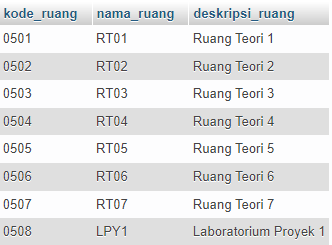 kode_ruang nama_ruang deskripsi_ruang
0501 RT01 Ruang Teori 1
0502 RT02 Ruang Teori 2
0503 RT03 Ruang Teori 3
0504 RT04 Ruang Teori 4
0505 RT05 Ruang Teori 5
0506 RT06 Ruang Teori 6
0507 RT07 Ruang Teori 7
0508 LPY1 Laboratorium Proyek 1